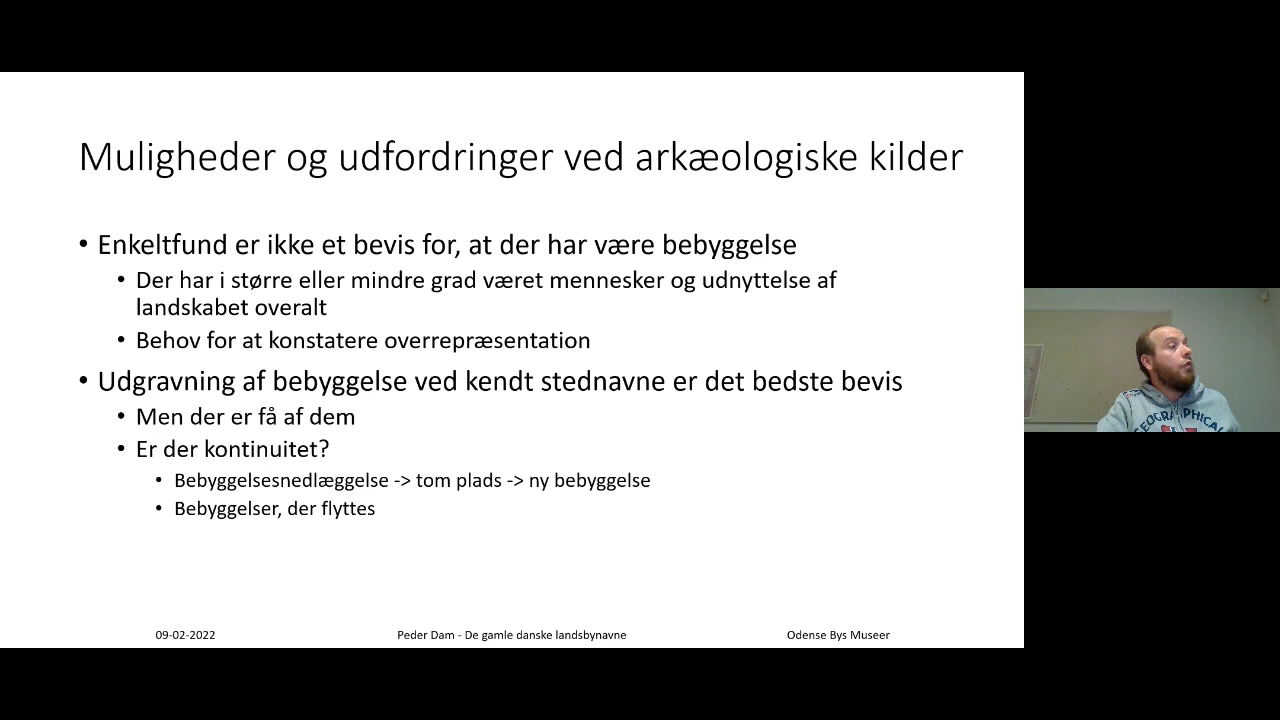 Muligheder og udfordringer ved arkæologiske kilder
• Enkeltfund er ikke et bevis for, at der har være bebyggelse
• Der har i større eller mindre grad været mennesker og udnyttelse af
landskabet overalt
• Behov for at konstatere overrepræsentation
• Udgravning af bebyggelse ved kendt stednavne er det bedste bevis
• Men der er få af dem
• Er der kontinuitet?
• Bebyggelsesnedlæggelse -> tom plads -> ny bebyggelse
• Bebyggelser, der flyttes
09-02-2022
Peder Dam - De gamle danske landsbynavne
Odense Bys Museer